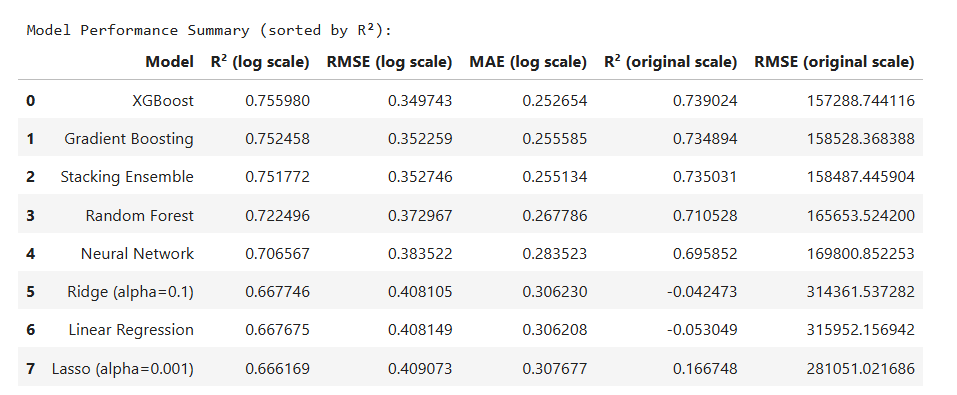 Model Performance Summary (sorted by R²):
Model R² (log scale) RMSE (log scale) MAE (log scale) R² (original scale) RMSE (original scale)
0 XGBoost 0.755980 0.349743 0.252654 0.739024 157288.744116
1 Gradient Boosting 0.752458 0.352259 0.255585 0.734894 158528.368388
2 Stacking Ensemble 0.751772 0.352746 0.255134 0.735031 158487.445904
3 Random Forest 0.722496 0.372967 0.267786 0.710528 165653.524200
4 Neural Network 0.706567 0.383522 0.283523 0.695852 169800.852253
5 Ridge (alpha=0.1) 0.667746 0.408105 0.306230 -0.042473 314361.537282
6 Linear Regression 0.667675 0.408149 0.306208 -0.053049 315952.156942
7 Lasso (alpha=0.001) 0.666169 0.409073 0.307677 0.166748 281051.021686